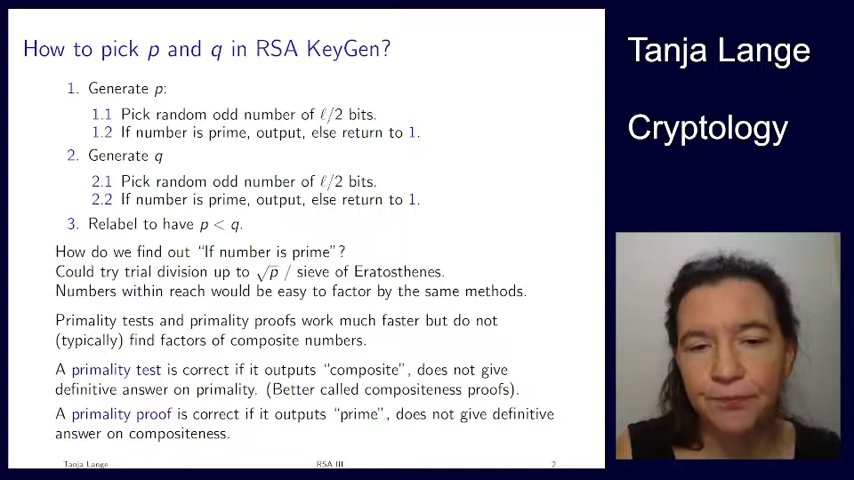 How to pick p and q in RSA KeyGen?
1. Generate p:
1.1 Pick random odd number of ℓ/2 bits.
1.2 If number is prime, output, else return to 1.
2. Generate q
2.1 Pick random odd number of ℓ/2 bits.
2.2 If number is prime, output, else return to 1.
3. Relabel to have p < q.
How do we find out “If number is prime”?
Could try trial division up to √p / sieve of Eratosthenes.
Numbers within reach would be easy to factor by the same methods.
Primality tests and primality proofs work much faster but do not
(typically) find factors of composite numbers.
A primality test is correct if it outputs “composite”, does not give
definitive answer on primality. (Better called compositeness proofs).
A primality proof is correct if it outputs “prime”, does not give definitive
answer on compositeness.
Tanja Lange RSA III 2
Tanja Lange
Cryptology